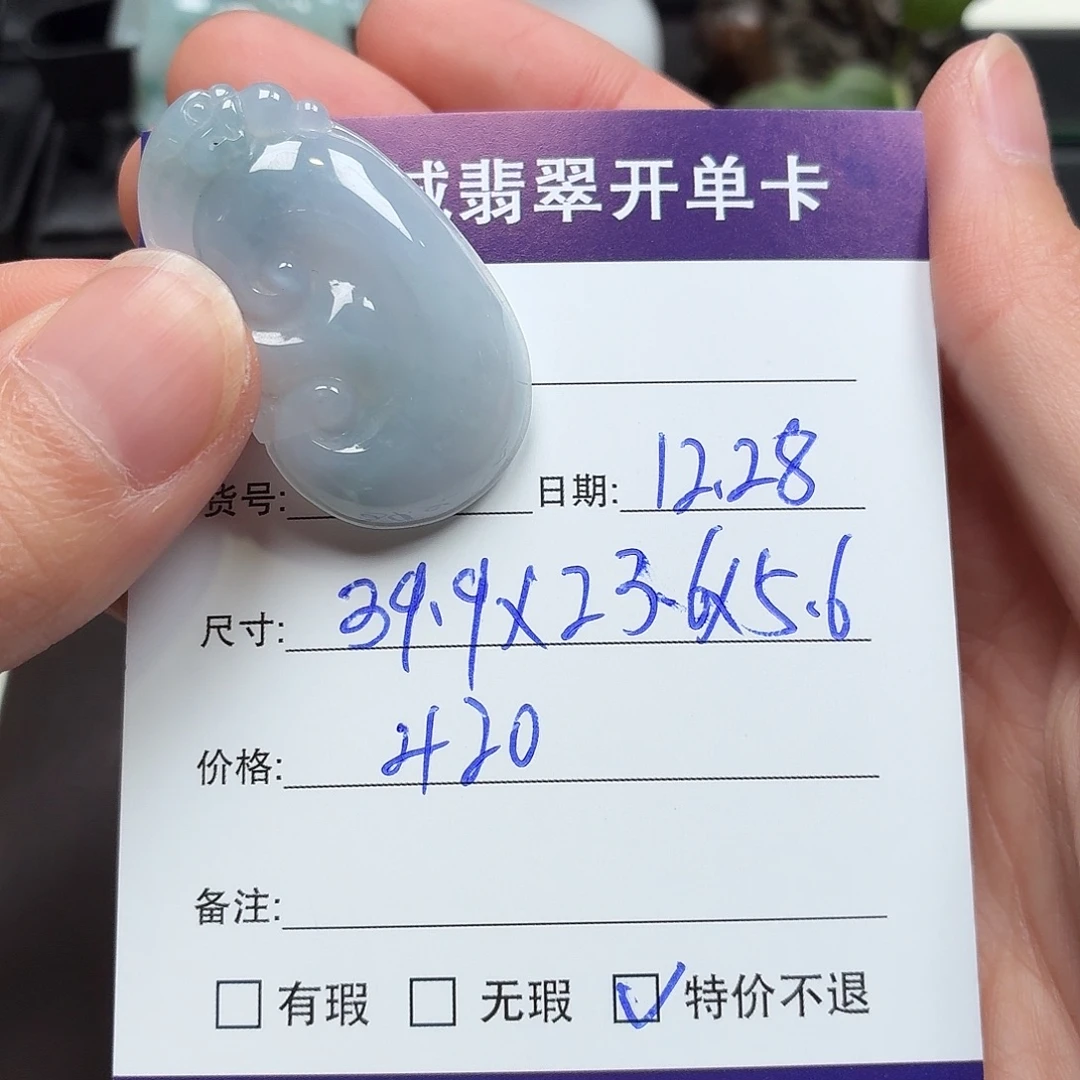 翡翠开单卡
货号: 日期: 12.28
尺寸: 39.9x23.6x5.6
价格: 420
备注:
有瑕 无瑕 特价不退